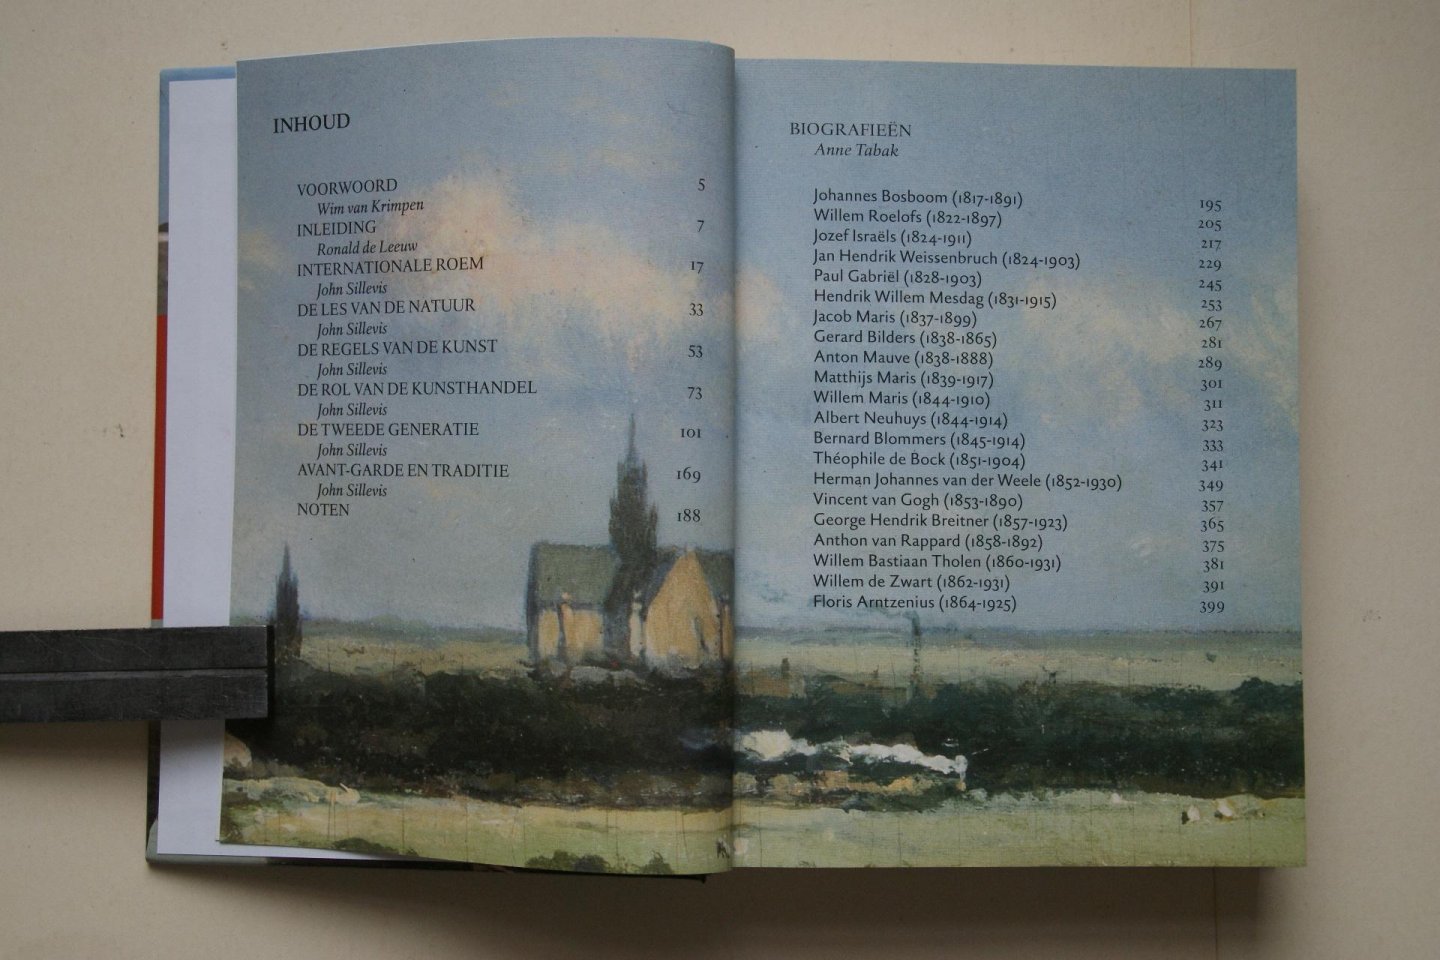 INHOUD
VOORWOORD 5
Wim van Krimpen
INLEIDING 7
Ronald de Leeuw
INTERNATIONALE ROEM 17
John Sillevis
DE LES VAN DE NATUUR 33
John Sillevis
DE REGELS VAN DE KUNST 53
John Sillevis
DE ROL VAN DE KUNSTHANDEL 73
John Sillevis
DE TWEEDE GENERATIE 101
John Sillevis
AVANT-GARDE EN TRADITIE 169
John Sillevis
NOTEN 188
BIOGRAFIEËN
Anne Tabak
Johannes Bosboom (1817-1891) 195
Willem Roelofs (1822-1897) 205
Jozef Israëls (1824-1911) 217
Jan Hendrik Weissenbruch (1824-1903) 229
Paul Gabriël (1828-1903) 245
Hendrik Willem Mesdag (1831-1915) 253
Jacob Maris (1837-1899) 267
Gerard Bilders (1838-1865) 281
Anton Mauve (1838-1888) 289
Matthijs Maris (1839-1917) 301
Willem Maris (1844-1910) 311
Albert Neuhuys (1844-1914) 323
Bernard Blommers (1845-1914) 333
Théophile de Bock (1851-1904) 341
Herman Johannes van der Weele (1852-1930) 349
Vincent van Gogh (1853-1890) 357
George Hendrik Breitner (1857-1923) 365
Anthon van Rappard (1858-1892) 375
Willem Bastiaan Tholen (1860-1931) 381
Willem de Zwart (1862-1931) 391
Floris Arntzenius (1864-1925) 399